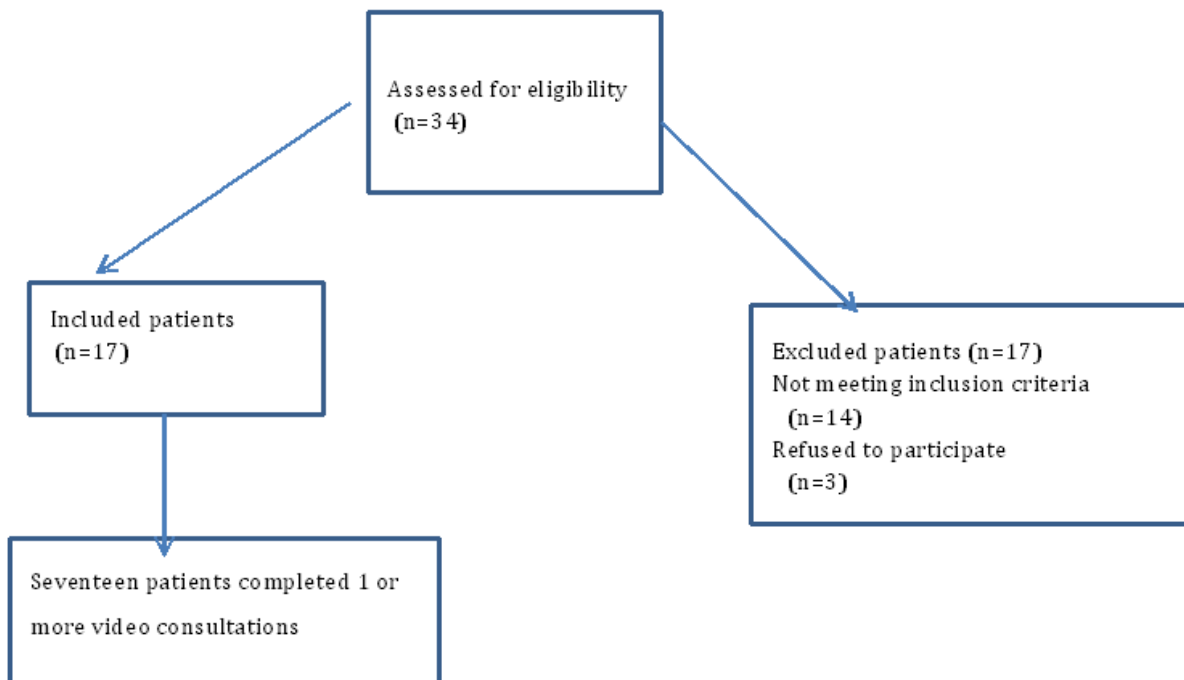 Assessed for eligibility
(n=34)
Included patients
(n=17)
Excluded patients (n=17)
Not meeting inclusion criteria
(n=14)
Refused to participate
(n=3)
Seventeen patients completed 1 or
more video consultations